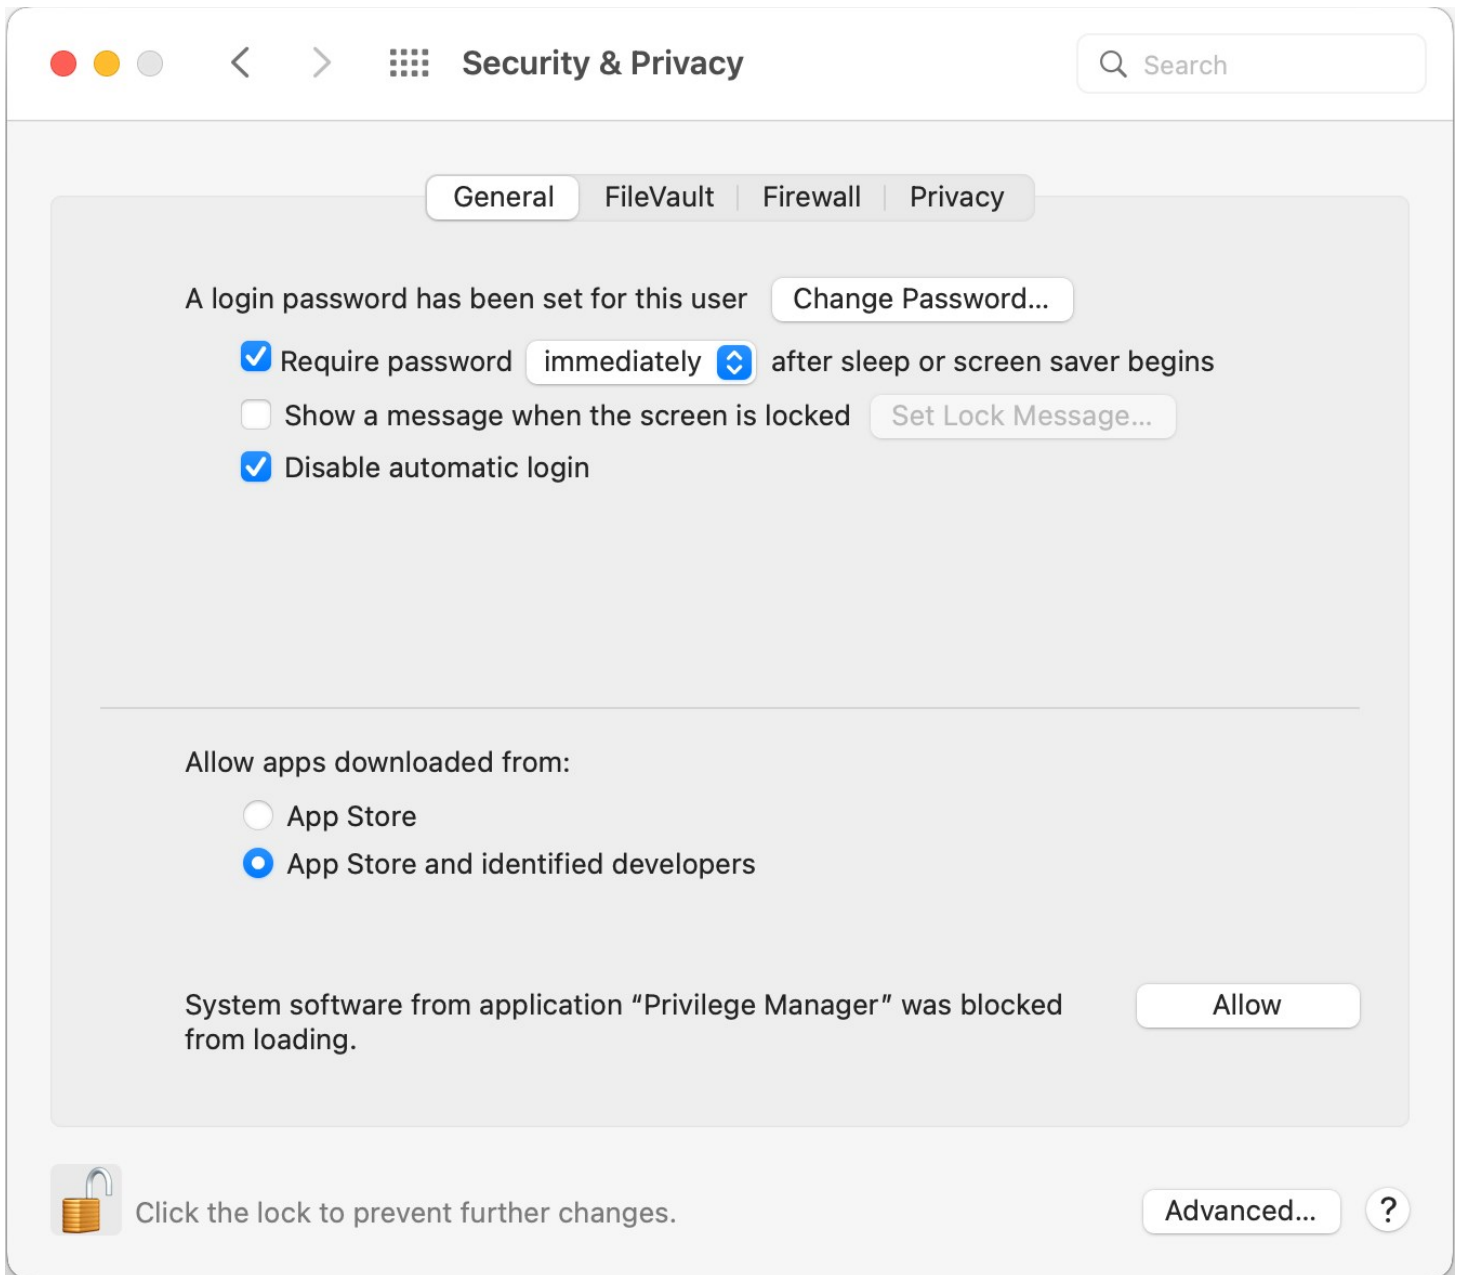 Security & Privacy
Search
General FileVault Firewall Privacy
A login password has been set for this user Change Password...
Require password immediately after sleep or screen saver begins
Show a message when the screen is locked Set Lock Message...
Disable automatic login
Allow apps downloaded from:
App Store
App Store and identified developers
System software from application “Privilege Manager” was blocked Allow
from loading.
Click the lock to prevent further changes.
Advanced... ?